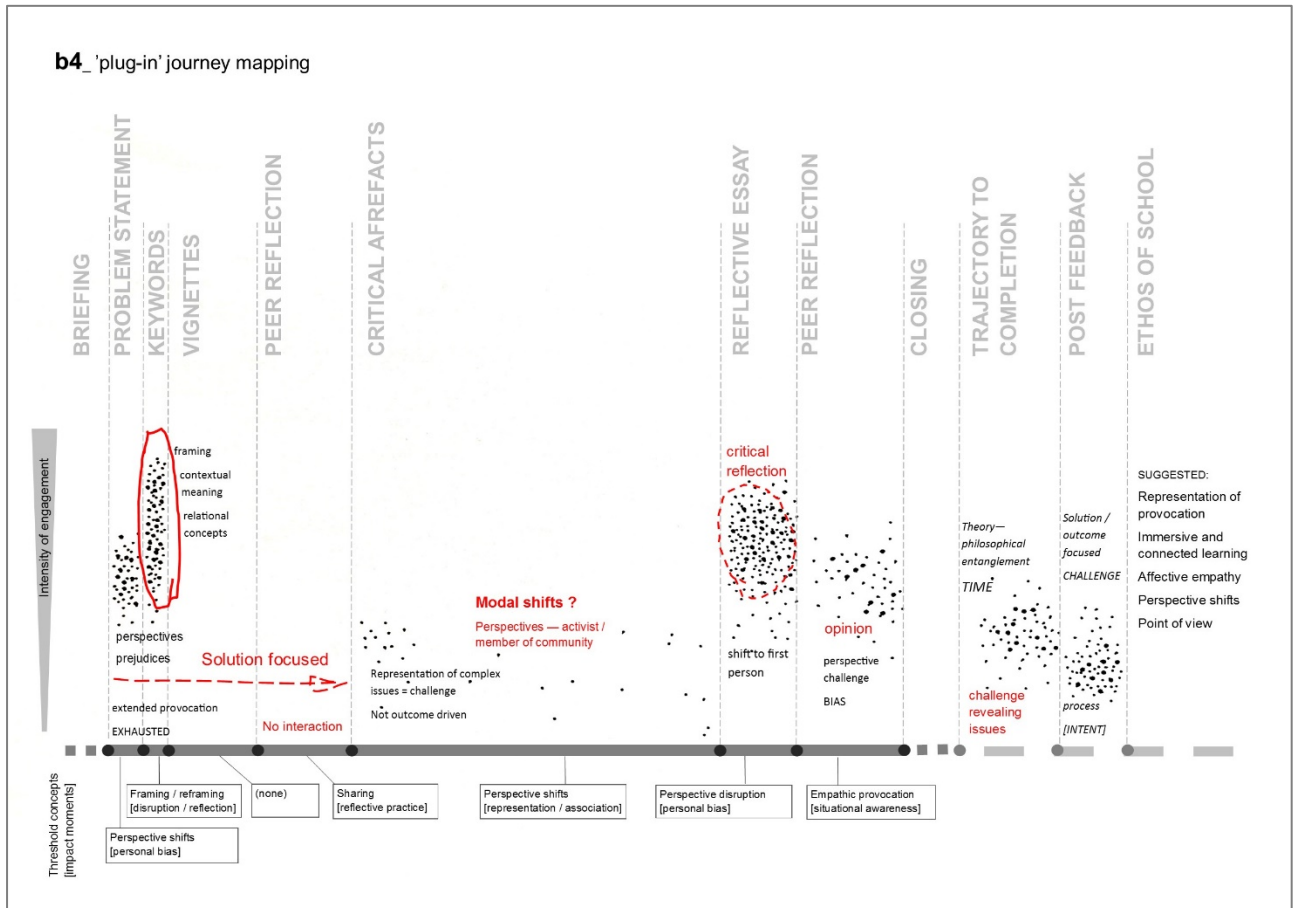 b4_ 'plug-in' journey mapping
BRIEFING
PROBLEM STATEMENT
KEYWORDS
VIGNETTES
PEER REFLECTION
CRITICAL AFREFACTS
REFLECTIVE ESSAY
PEER REFLECTION
CLOSING
TRAJECTORY TO
COMPLETION
POST FEEDBACK
ETHOS OF SCHOOL
Intensity of engagement
framing
contextual
meaning
relational
concepts
perspectives
prejudices
Solution focused
extended provocation
EXHAUSTED
No interaction
Representation of complex
issues = challenge
Not outcome driven
Modal shifts ?
Perspectives — activist /
member of community
critical
reflection
shift to first
person
opinion
perspective
challenge
BIAS
Theory—
philosophical
entanglement
TIME
challenge
revealing
issues
Solution /
outcome
focused
CHALLENGE
process
[INTENT]
SUGGESTED:
Representation of
provocation
Immersive and
connected learning
Affective empathy
Perspective shifts
Point of view
Threshold concepts
[impact moments]
Perspective shifts
[personal bias]
Framing / reframing
[disruption / reflection]
(none)
Sharing
[reflective practice]
Perspective shifts
[representation / association]
Perspective disruption
[personal bias]
Empathic provocation
[situational awareness]